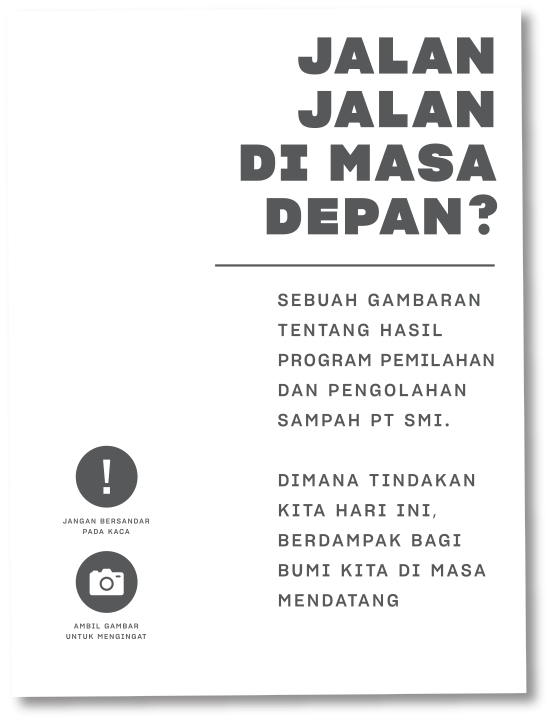 JALAN
JALAN
DI MASA
DEPAN?
SEBUAH GAMBARAN
TENTANG HASIL
PROGRAM PEMILAHAN
DAN PENGOLAHAN
SAMPAH PT SMI.
DIMANA TINDAKAN
KITA HARI INI,
BERDAMPAK BAGI
BUMI KITA DI MASA
MENDATANG
!
JANGAN BERSANDAR
PADA KACA
AMBIL GAMBAR
UNTUK MENGINGAT